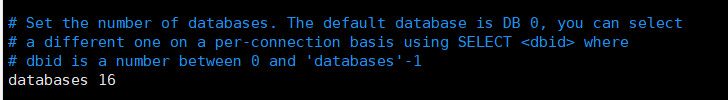 # Set the number of databases. The default database is DB 0, you can select
# a different one on a per-connection basis using SELECT <dbid> where
# dbid is a number between 0 and 'databases'-1
databases 16